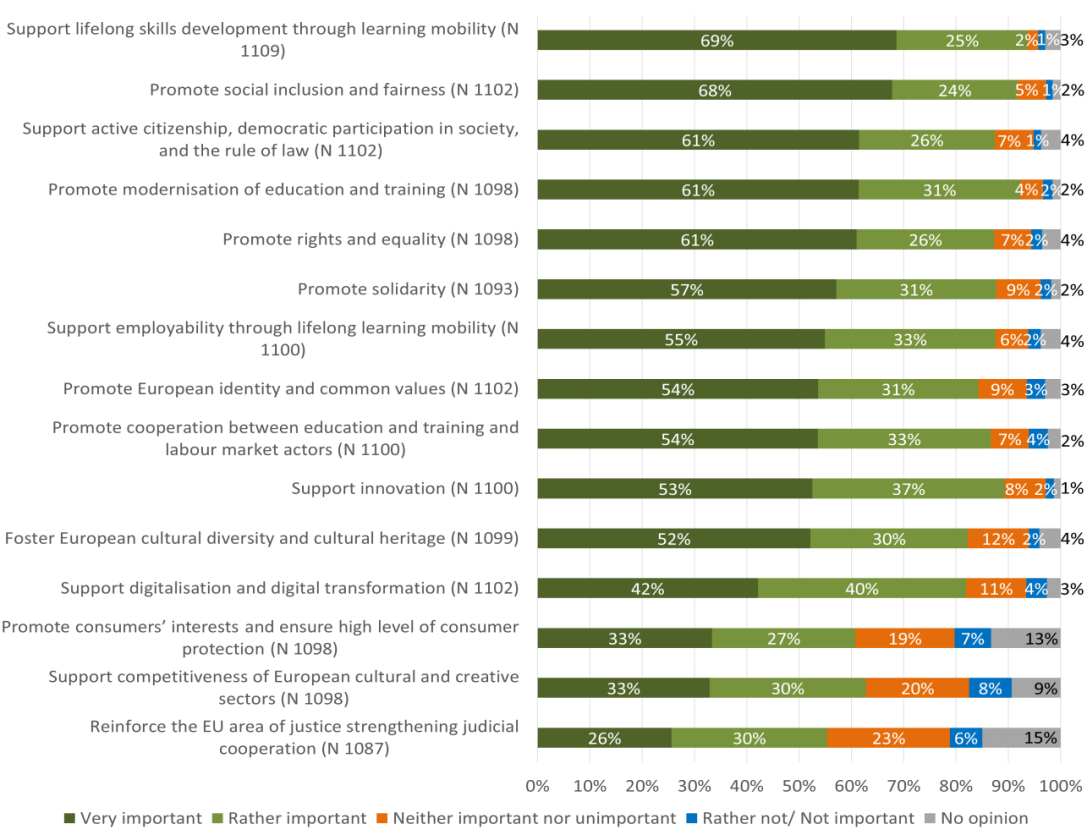 Support lifelong skills development through learning mobility (N
1109)
69% 25% 2% 1% 3%
Promote social inclusion and fairness (N 1102)
68% 24% 5% 1% 2%
Support active citizenship, democratic participation in society,
and the rule of law (N 1102)
61% 26% 7% 1% 4%
Promote modernisation of education and training (N 1098)
61% 31% 4% 2% 2%
Promote rights and equality (N 1098)
61% 26% 7% 2% 4%
Promote solidarity (N 1093)
57% 31% 9% 2% 2%
Support employability through lifelong learning mobility (N
1100)
55% 33% 6% 2% 4%
Promote European identity and common values (N 1102)
54% 31% 9% 3% 3%
Promote cooperation between education and training and
labour market actors (N 1100)
54% 33% 7% 4% 2%
Support innovation (N 1100)
53% 37% 8% 2% 1%
Foster European cultural diversity and cultural heritage (N 1099)
52% 30% 12% 2% 4%
Support digitalisation and digital transformation (N 1102)
42% 40% 11% 4% 3%
Promote consumers’ interests and ensure high level of consumer
protection (N 1098)
33% 27% 19% 7% 13%
Support competitiveness of European cultural and creative
sectors (N 1098)
33% 30% 20% 8% 9%
Reinforce the EU area of justice strengthening judicial
cooperation (N 1087)
26% 30% 23% 6% 15%
0% 10% 20% 30% 40% 50% 60% 70% 80% 90% 100%
Very important Rather important Neither important nor unimportant Rather not/ Not important No opinion